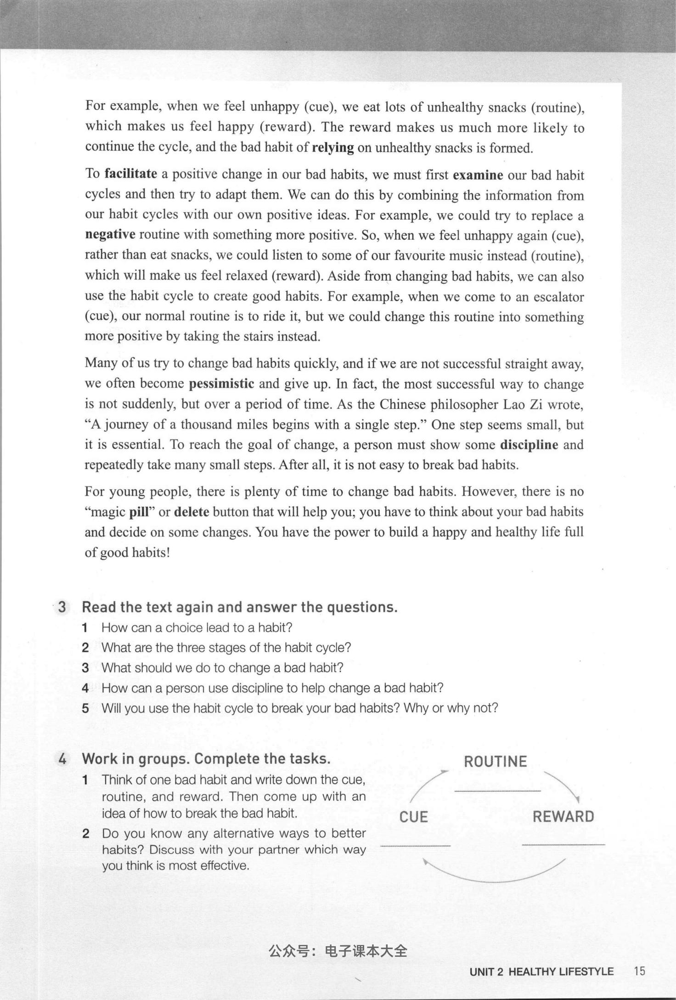 For example, when we feel unhappy (cue), we eat lots of unhealthy snacks (routine),
which makes us feel happy (reward). The reward makes us much more likely to
continue the cycle, and the bad habit of relying on unhealthy snacks is formed.
To facilitate a positive change in our bad habits, we must first examine our bad habit
cycles and then try to adapt them. We can do this by combining the information from
our habit cycles with our own positive ideas. For example, we could try to replace a
negative routine with something more positive. So, when we feel unhappy again (cue),
rather than eat snacks, we could listen to some of our favourite music instead (routine),
which will make us feel relaxed (reward). Aside from changing bad habits, we can also
use the habit cycle to create good habits. For example, when we come to an escalator
(cue), our normal routine is to ride it, but we could change this routine into something
more positive by taking the stairs instead.
Many of us try to change bad habits quickly, and if we are not successful straight away,
we often become pessimistic and give up. In fact, the most successful way to change
is not suddenly, but over a period of time. As the Chinese philosopher Lao Zi wrote,
“A journey of a thousand miles begins with a single step.” One step seems small, but
it is essential. To reach the goal of change, a person must show some discipline and
repeatedly take many small steps. After all, it is not easy to break bad habits.
For young people, there is plenty of time to change bad habits. However, there is no
“magic pill” or delete button that will help you; you have to think about your bad habits
and decide on some changes. You have the power to build a happy and healthy life full
of good habits!
3 Read the text again and answer the questions.
1 How can a choice lead to a habit?
2 What are the three stages of the habit cycle?
3 What should we do to change a bad habit?
4 How can a person use discipline to help change a bad habit?
5 Will you use the habit cycle to break your bad habits? Why or why not?
4 Work in groups. Complete the tasks.
1 Think of one bad habit and write down the cue,
routine, and reward. Then come up with an
idea of how to break the bad habit.
2 Do you know any alternative ways to better
habits? Discuss with your partner which way
you think is most effective.
ROUTINE
CUE
REWARD
公众号：电子课本大全
UNIT 2 HEALTHY LIFESTYLE 15